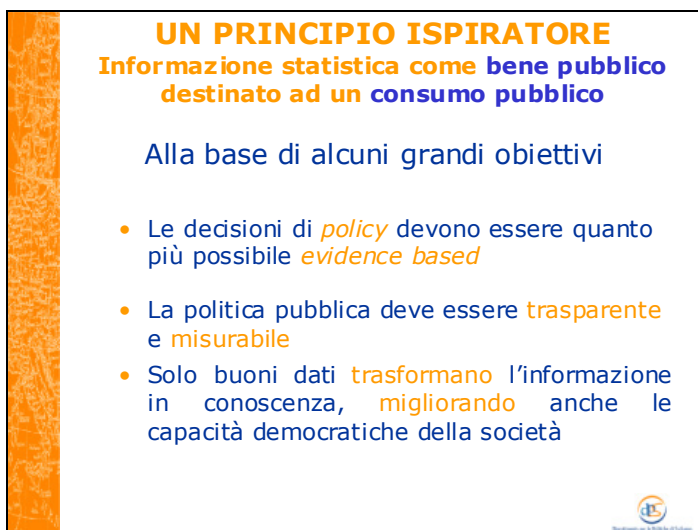 UN PRINCIPIO ISPIRATORE
Informazione statistica come bene pubblico
destinato ad un consumo pubblico
Alla base di alcuni grandi obiettivi
• Le decisioni di policy devono essere quanto
più possibile evidence based
• La politica pubblica deve essere trasparente
e misurabile
• Solo buoni dati trasformano l’informazione
in conoscenza, migliorando anche le
capacità democratiche della società